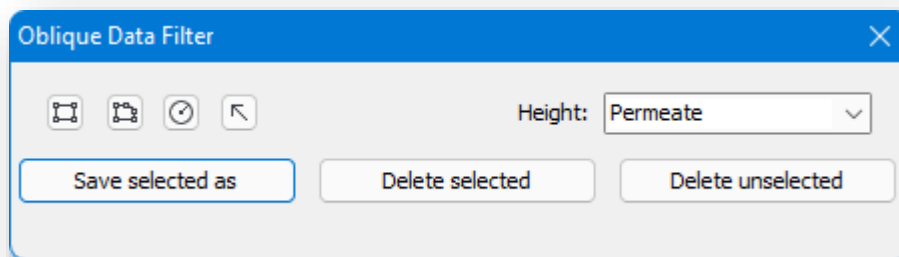 Oblique Data Filter
Height: Permeate
Save selected as Delete selected Delete unselected